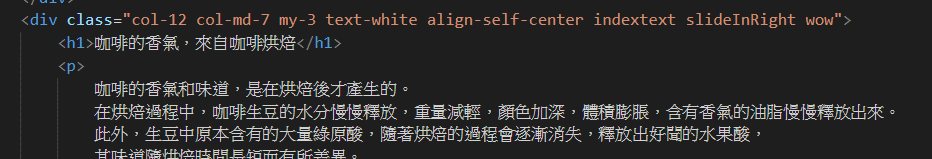 </div>
<div class="col-12 col-md-7 my-3 text-white align-self-center indextext slideInRight wow">
<h1>咖啡的香氣，來自咖啡烘焙</h1>
<p>
咖啡的香氣和味道，是在烘焙後才產生的。
在烘焙過程中，咖啡生豆的水分慢慢釋放，重量減輕，顏色加深，體積膨脹，含有香氣的油脂慢慢釋放出來。
此外，生豆中原本含有的大量綠原酸，隨著烘焙的過程會逐漸消失，釋放出好聞的水果酸，
其味道隨烘焙時間長短而有所差異。